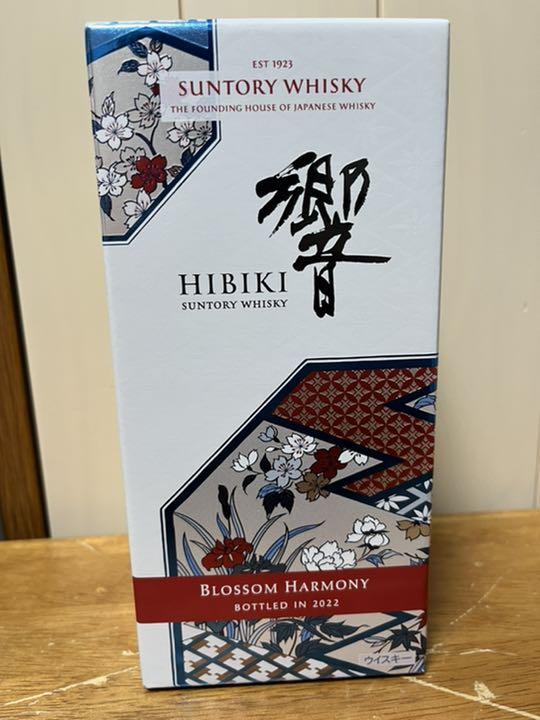 EST 1923
SUNTORY WHISKY
THE FOUNDING HOUSE OF JAPANESE WHISKY
響
HIBIKI
SUNTORY WHISKY
BLOSSOM HARMONY
BOTTLED IN 2022
ウイスキー